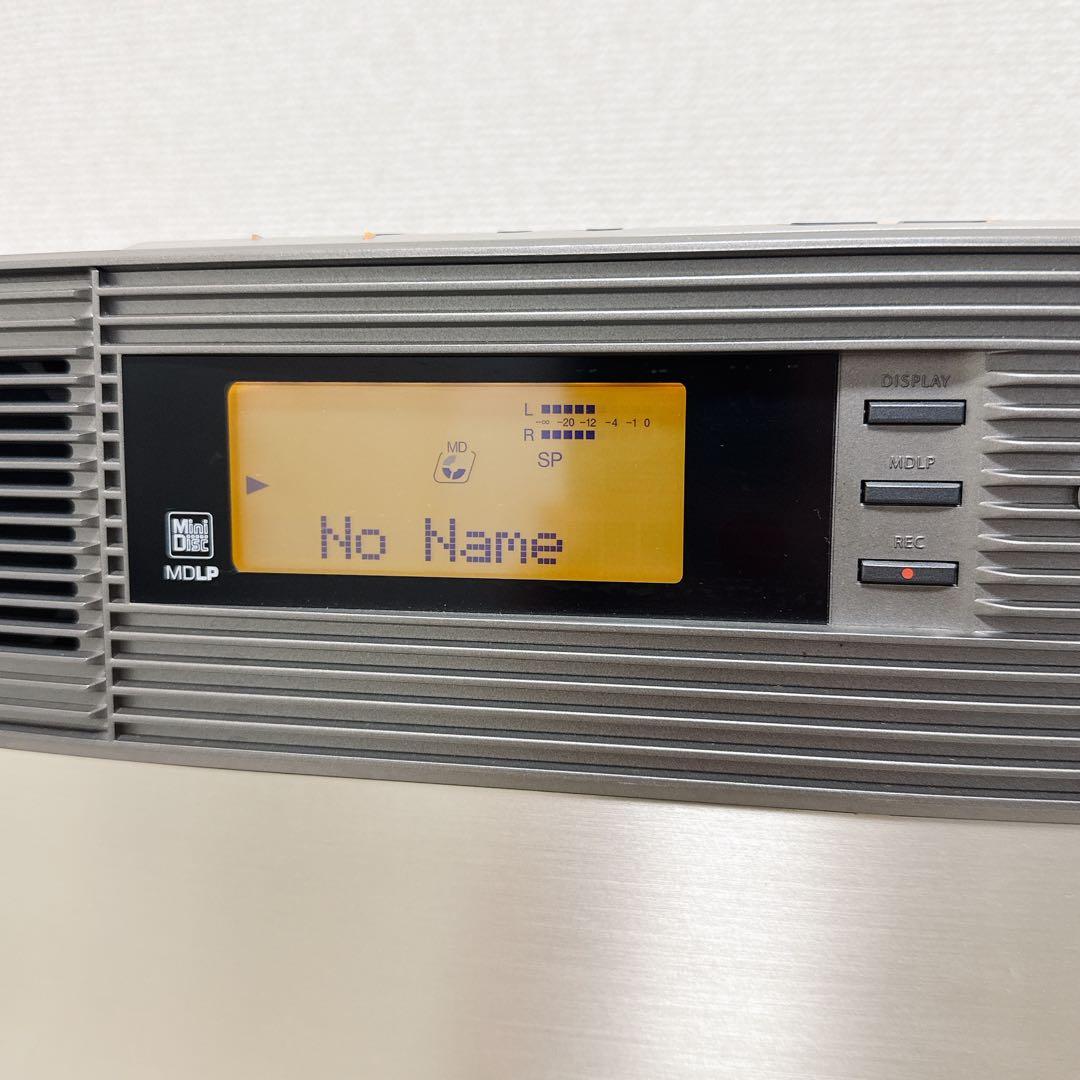 DISPLAY
L
-∞ -20 -12 -4 -1 0
R
MD
SP
MDLP
Mini
Disc
No Name
REC
MDLP